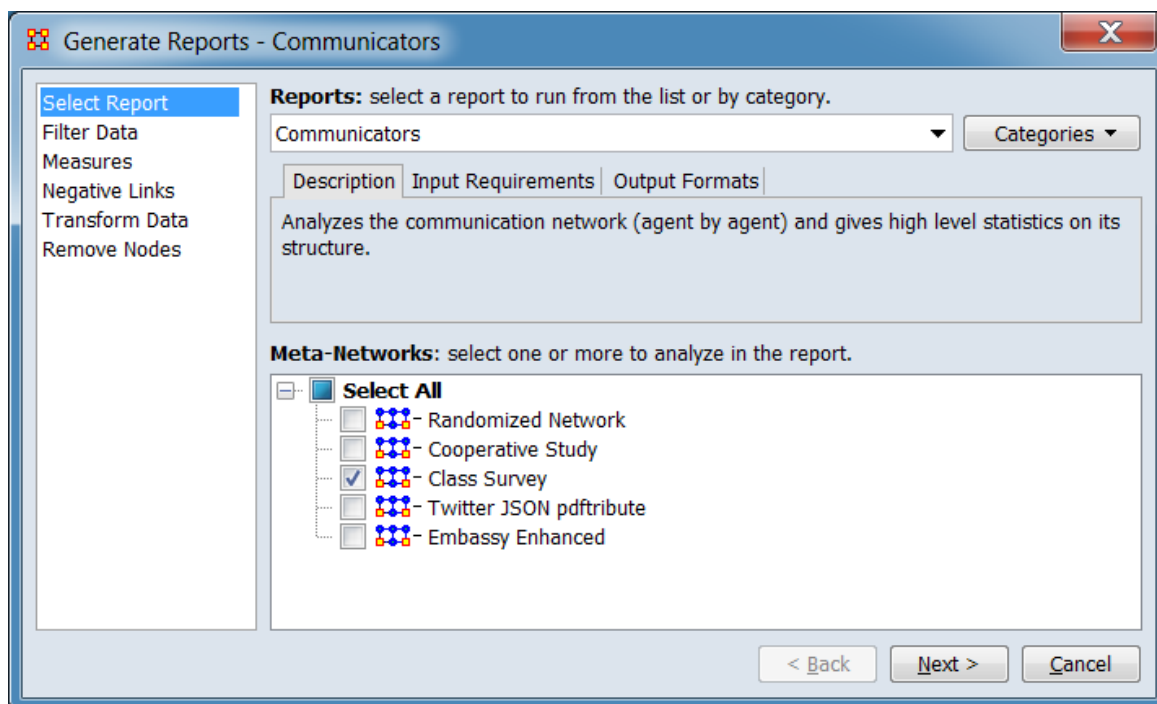 Generate Reports - Communicators
X
Select Report
Filter Data
Measures
Negative Links
Transform Data
Remove Nodes
Reports: select a report to run from the list or by category.
Communicators
Categories
Description Input Requirements Output Formats
Analyzes the communication network (agent by agent) and gives high level statistics on its
structure.
Meta-Networks: select one or more to analyze in the report.
Select All
Randomized Network
Cooperative Study
Class Survey
Twitter JSON pdftribute
Embassy Enhanced
< Back Next > Cancel